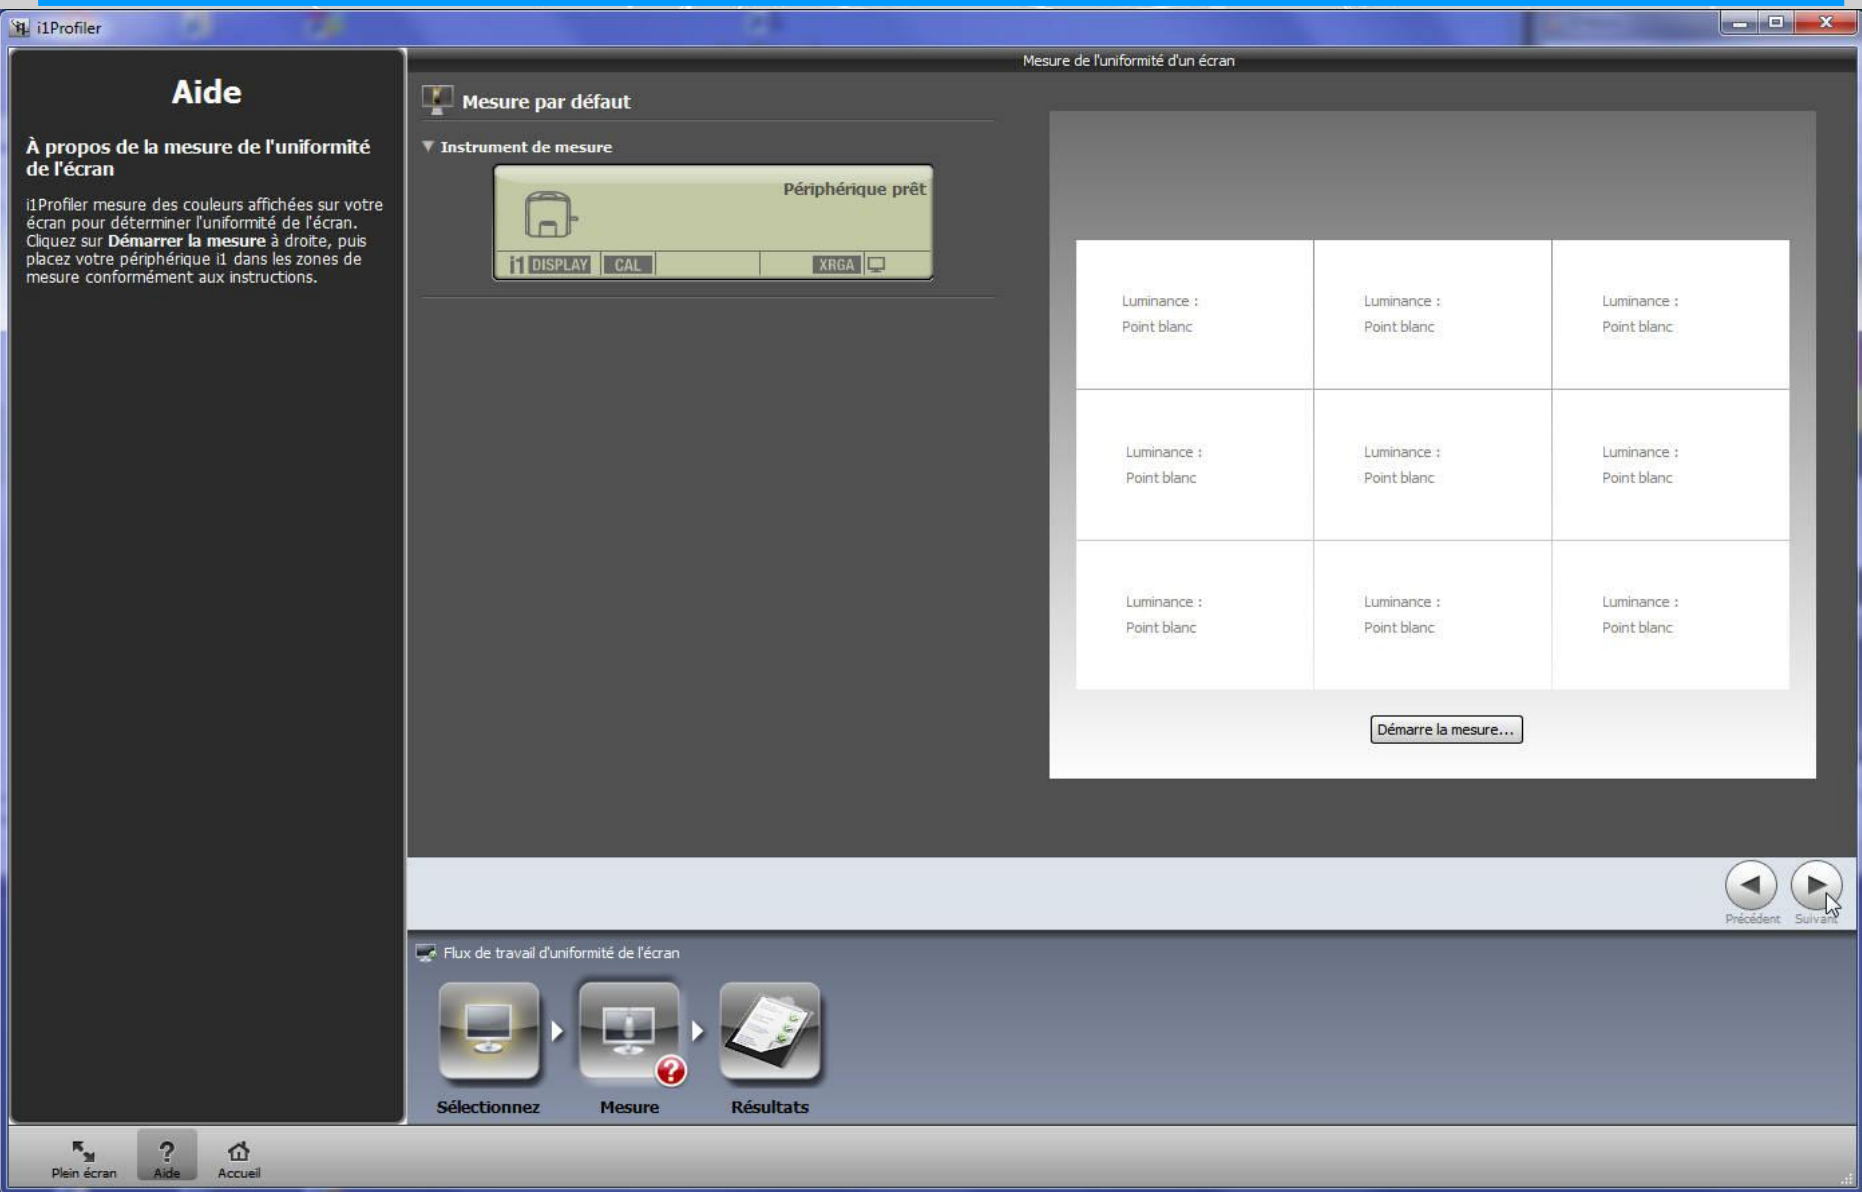 i1Profiler
Aide
À propos de la mesure de l'uniformité
de l'écran
i1Profiler mesure des couleurs affichées sur votre
écran pour déterminer l'uniformité de l'écran.
Cliquez sur Démarrer la mesure à droite, puis
placez votre périphérique i1 dans les zones de
mesure conformément aux instructions.
Mesure de l'uniformité d'un écran
Mesure par défaut
Instrument de mesure
Périphérique prêt
i1 DISPLAY CAL XRGA
Luminance :
Point blanc
Luminance :
Point blanc
Luminance :
Point blanc
Luminance :
Point blanc
Luminance :
Point blanc
Luminance :
Point blanc
Luminance :
Point blanc
Luminance :
Point blanc
Luminance :
Point blanc
Démarre la mesure...
Précédent
Suivant
Flux de travail d'uniformité de l'écran
?
Sélectionnez
Mesure
Résultats
Plein écran
?
Aide
Accueil